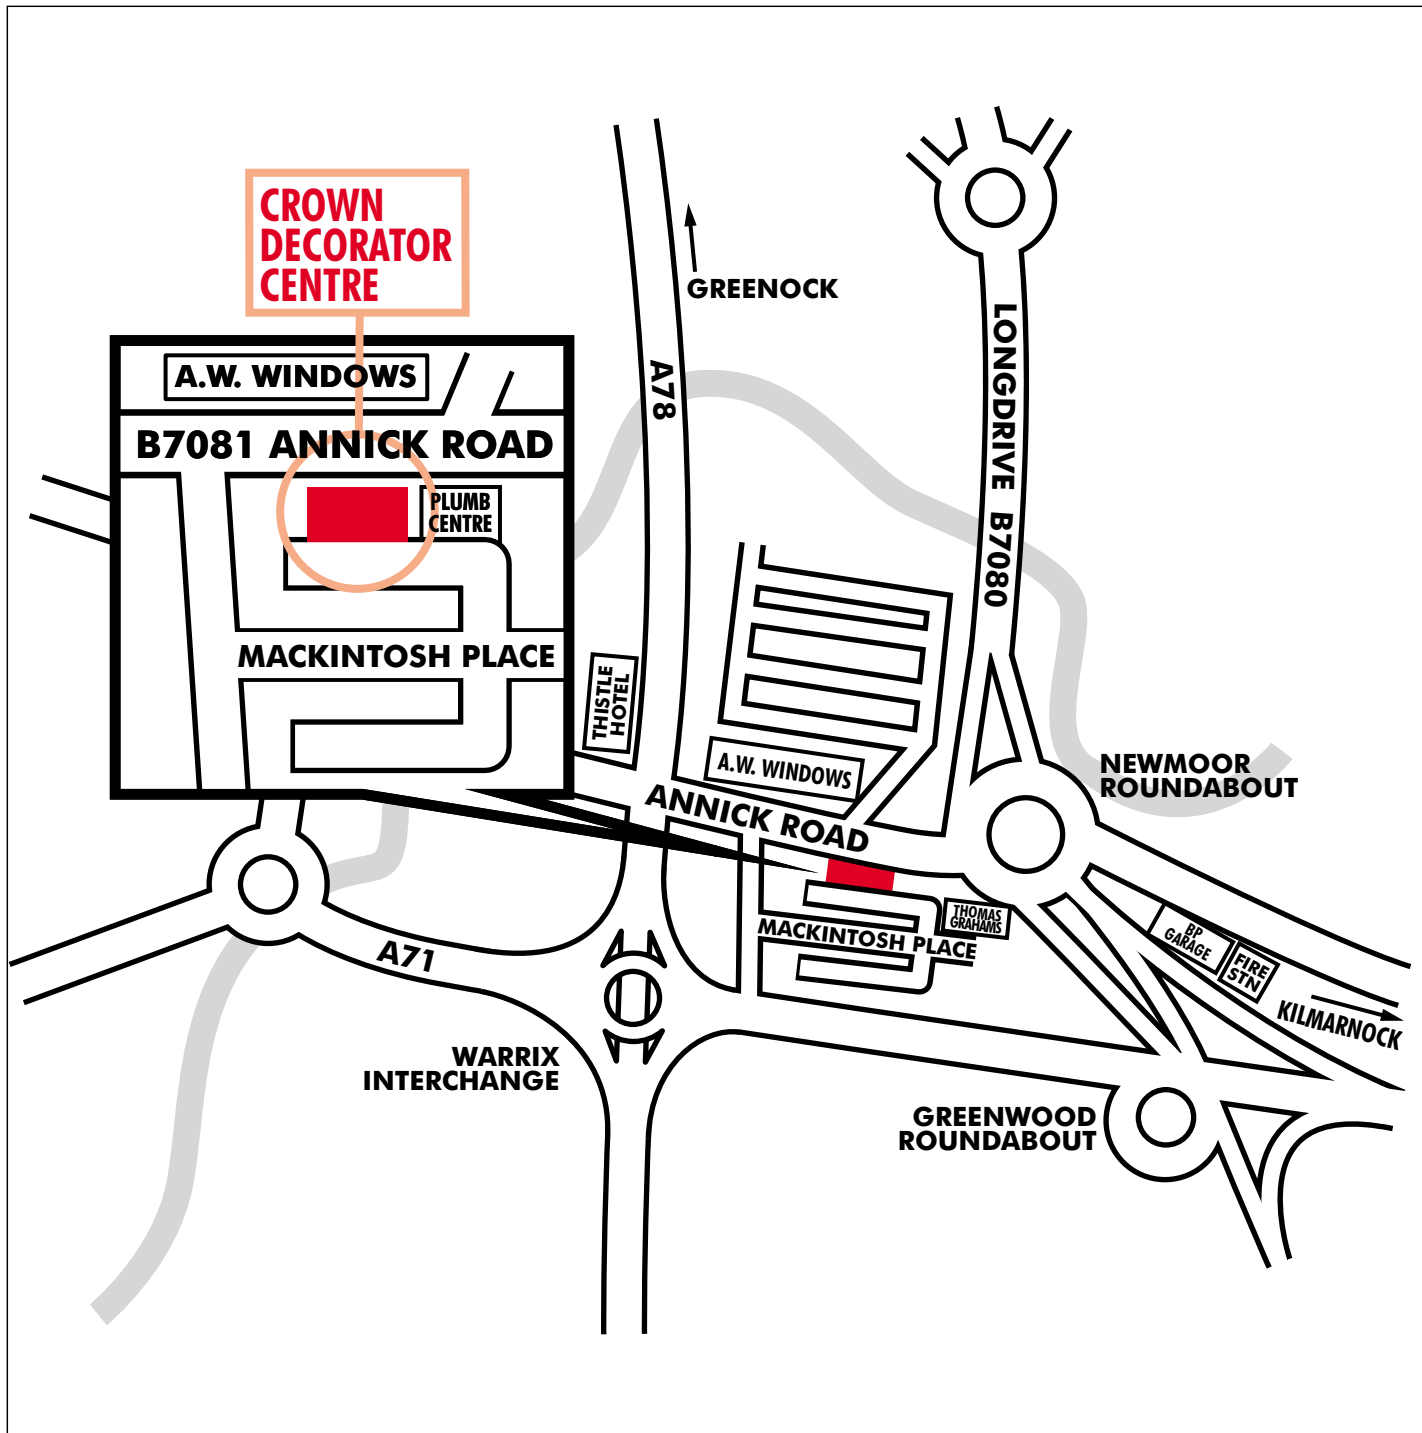 CROWN
DECORATOR
CENTRE
A.W. WINDOWS
B7081 ANNICK ROAD
PLUMB
CENTRE
MACKINTOSH PLACE
GREENOCK
A78
LONGDRIVE B7080
THISTLE
HOTEL
A.W. WINDOWS
ANNICK ROAD
NEWMOOR
ROUNDABOUT
THOMAS
GRAHAMS
MACKINTOSH PLACE
BP
GARAGE
FIRE
STN
KILMARNOCK
A71
WARRIX
INTERCHANGE
GREENWOOD
ROUNDABOUT